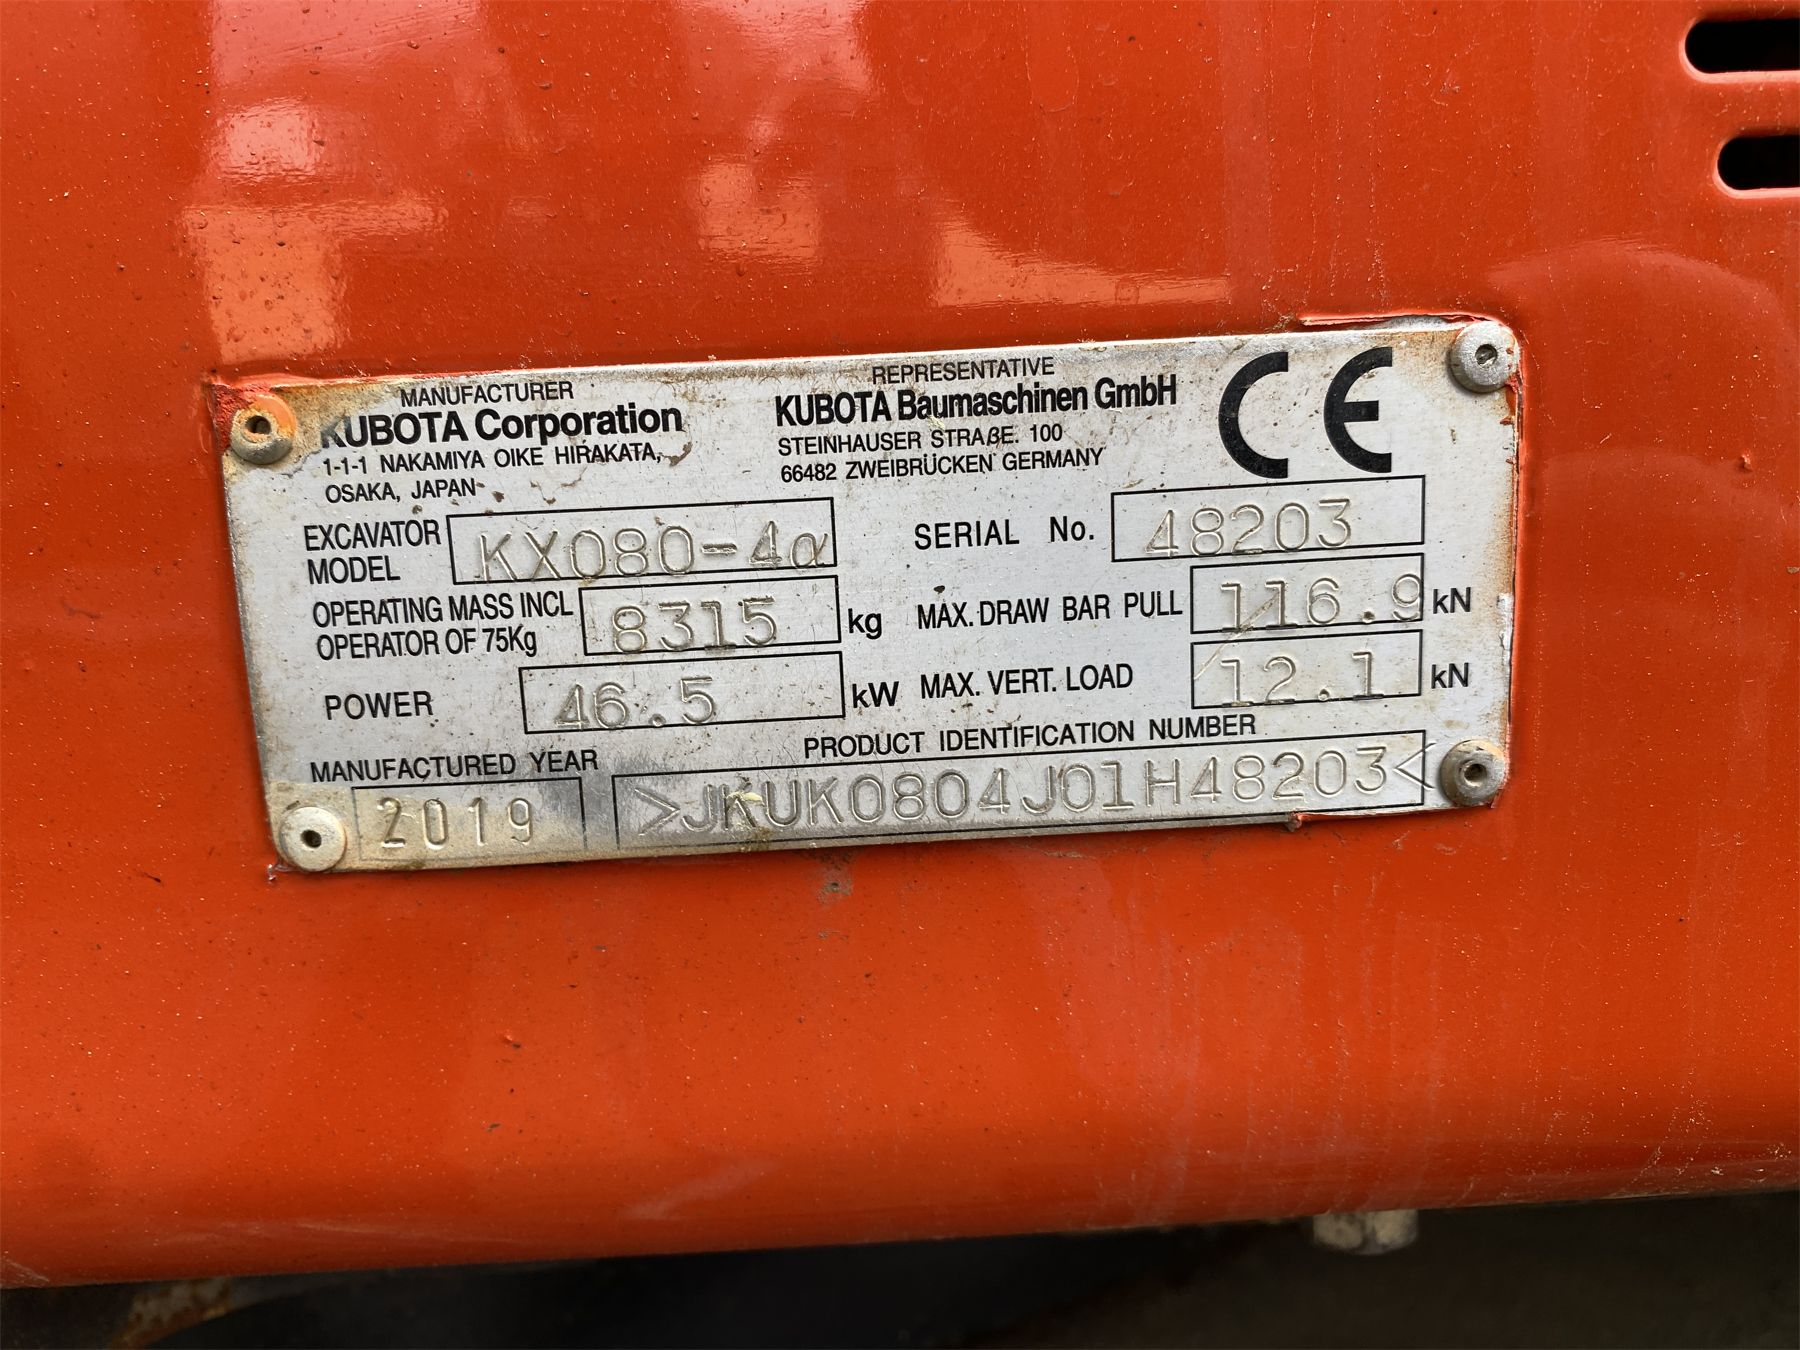 MANUFACTURER
KUBOTA Corporation
1-1-1 NAKAMIYA OIKE HIRAKATA,
OSAKA, JAPAN
REPRESENTATIVE
KUBOTA Baumaschinen GmbH
STEINHAUSER STRAßE. 100
66482 ZWEIBRÜCKEN GERMANY
CE
EXCAVATOR MODEL KX080-4α
SERIAL No. 48203
OPERATING MASS INCL OPERATOR OF 75Kg 8315 kg
MAX. DRAW BAR PULL 116.9 kN
POWER 46.5 kW
MAX. VERT. LOAD 12.1 kN
MANUFACTURED YEAR
2019
PRODUCT IDENTIFICATION NUMBER
>JKUK0804J01H48203<